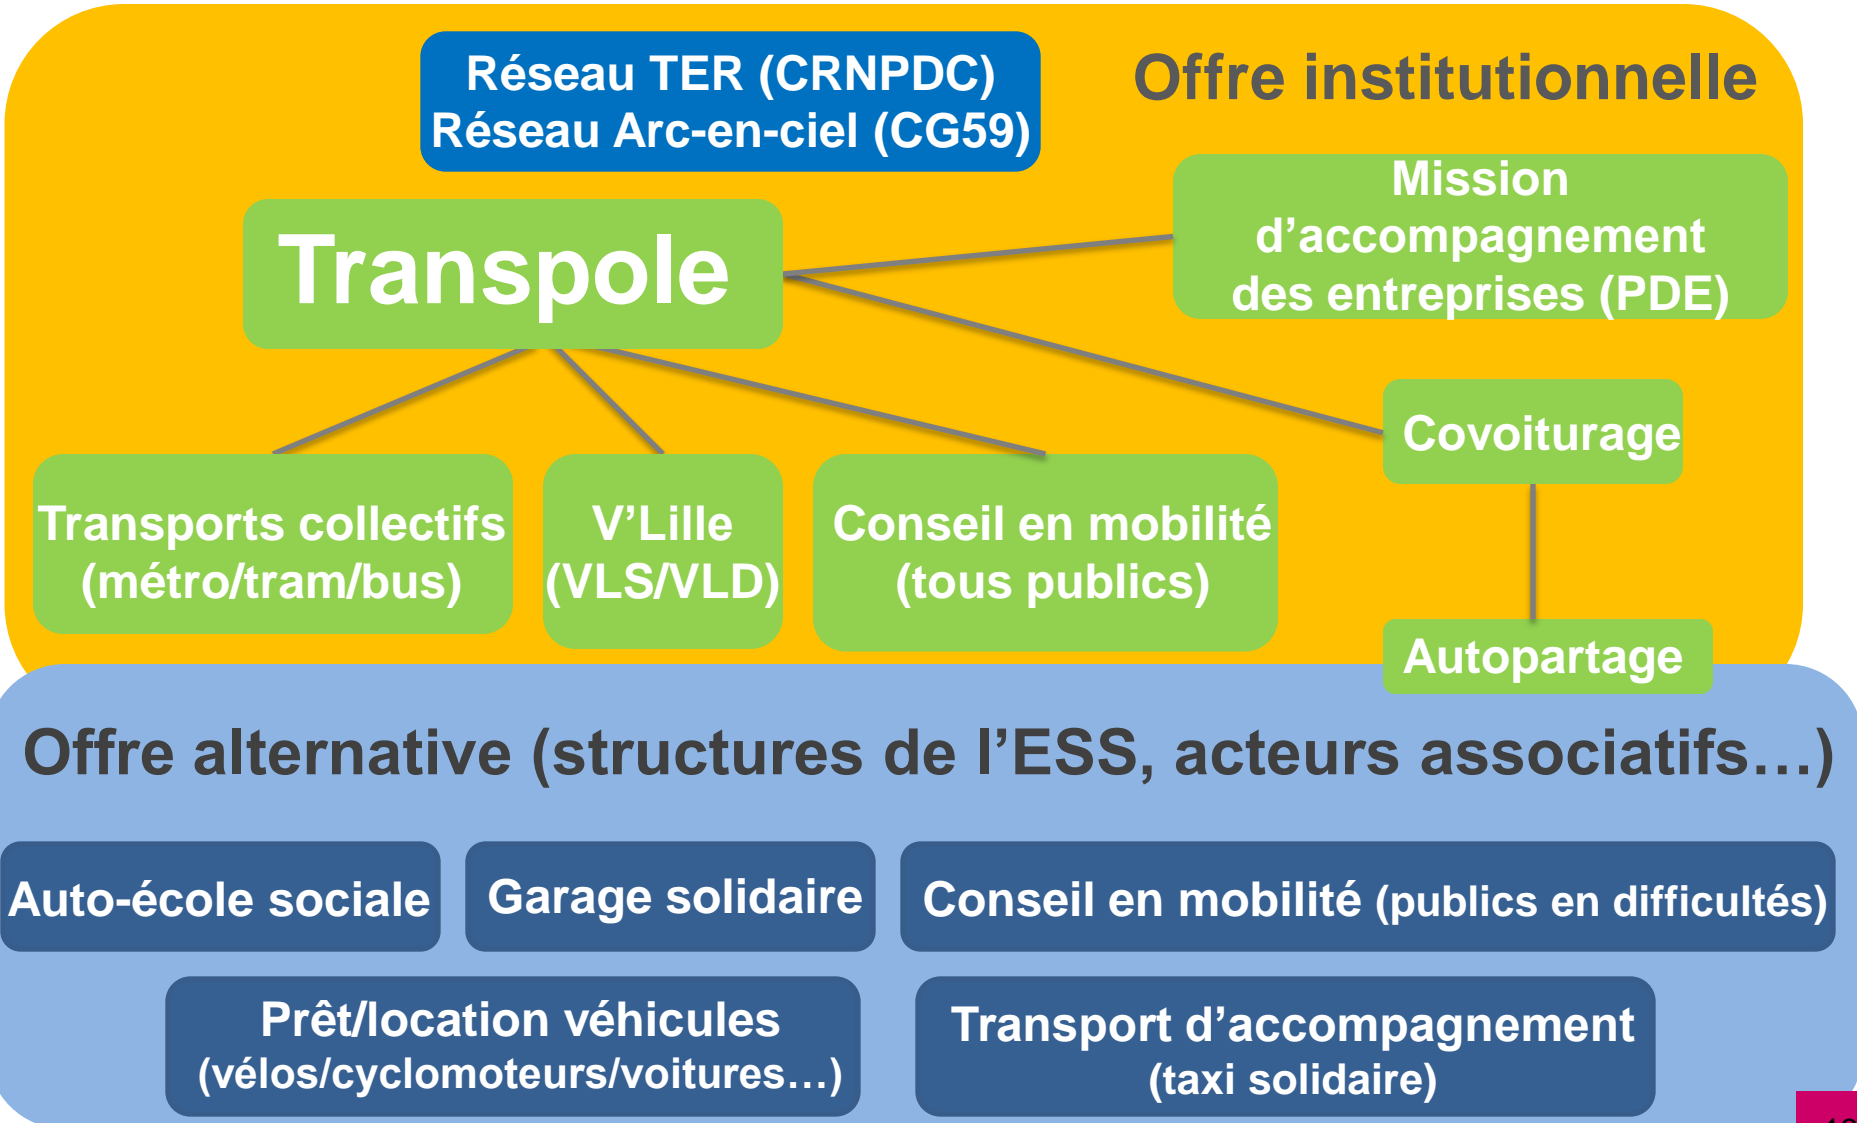 Réseau TER (CRNPDC)
Réseau Arc-en-ciel (CG59)
Offre institutionnelle
Mission
d’accompagnement
des entreprises (PDE)
Transpole
Covoiturage
Transports collectifs
(métro/tram/bus)
V’Lille
(VLS/VLD)
Conseil en mobilité
(tous publics)
Autopartage
Offre alternative (structures de l’ESS, acteurs associatifs…)
Auto-école sociale
Garage solidaire
Conseil en mobilité (publics en difficultés)
Prêt/location véhicules
(vélos/cyclomoteurs/voitures…)
Transport d’accompagnement
(taxi solidaire)